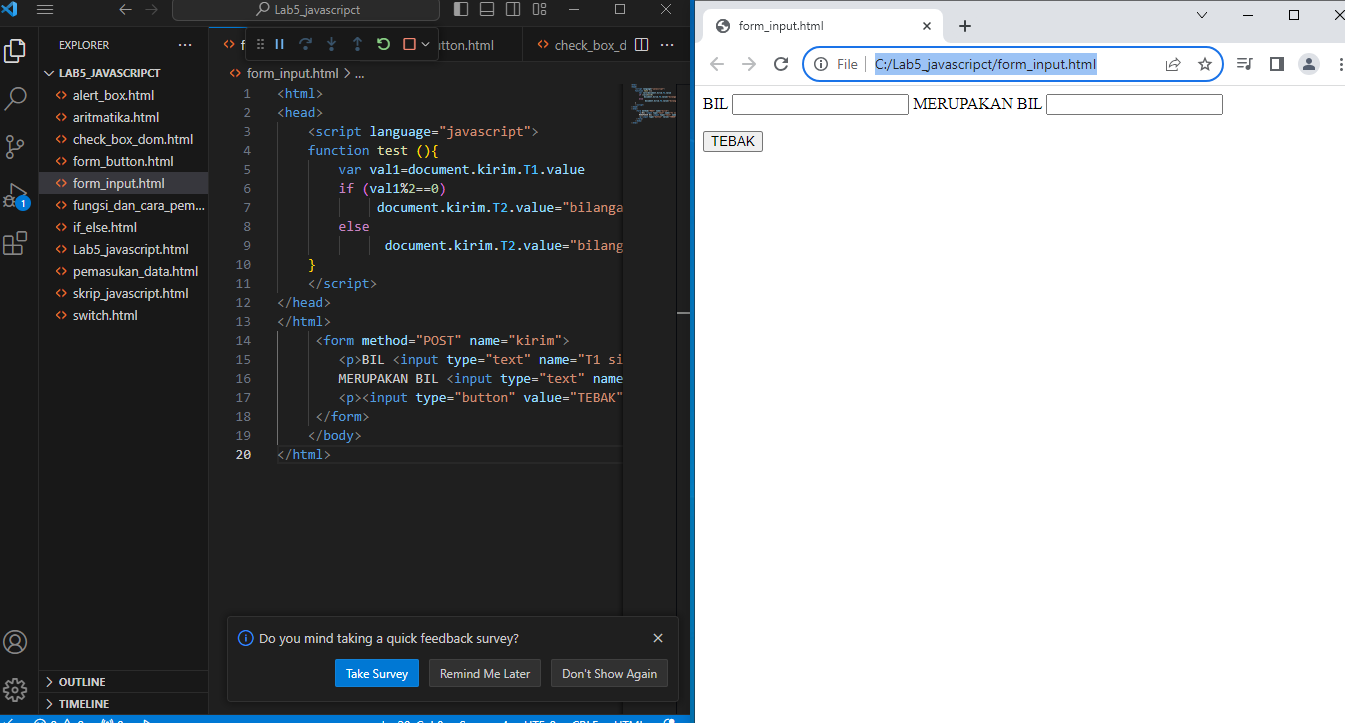 Lab5_javascripct
EXPLORER
LAB5_JAVASCRIPCT
alert_box.html
aritmatika.html
check_box_dom.html
form_button.html
form_input.html
fungsi_dan_cara_pem...
if_else.html
Lab5_javascript.html
pemasukan_data.html
skrip_javascript.html
switch.html
OUTLINE
TIMELINE
1
f
tton.html
check_box_d
form_input.html > ...
1 <html>
2 <head>
3 <script language="javascript">
4 function test (){
5 var val1=document.kirim.T1.value
6 if (val1%2==0)
7 document.kirim.T2.value="bilanga
8 else
9 document.kirim.T2.value="bilang
10 }
11 </script>
12 </head>
13 </html>
14 <form method="POST" name="kirim">
15 <p>BIL <input type="text" name="T1 si
16 MERUPAKAN BIL <input type="text" name
17 <p><input type="button" value="TEBAK"
18 </form>
19 </body>
20 </html>
Do you mind taking a quick feedback survey?
Take Survey Remind Me Later Don't Show Again
form_input.html
File C:/Lab5_javascripct/form_input.html
BIL MERUPAKAN BIL
TEBAK